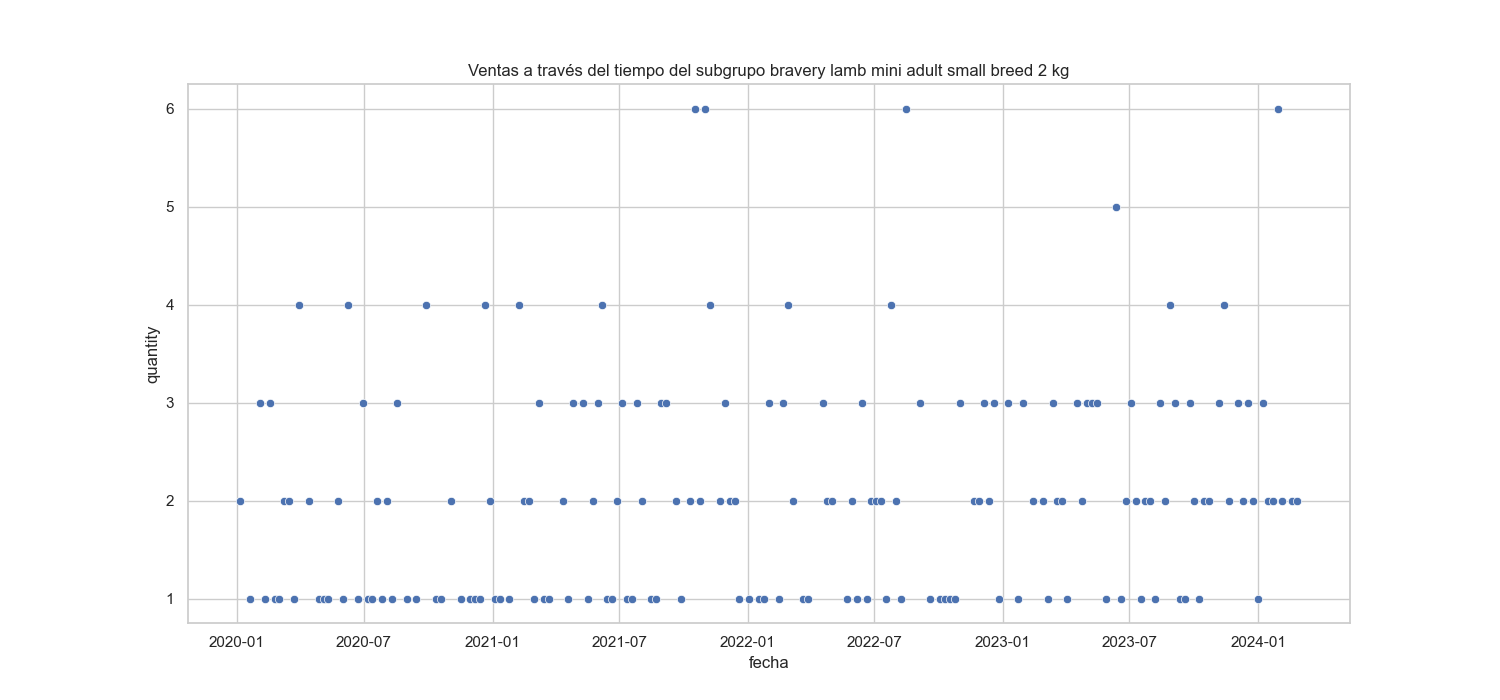 Ventas a través del tiempo del subgrupo bravery lamb mini adult small breed 2 kg
6
5
4
3
2
1
quantity
2020-01 2020-07 2021-01 2021-07 2022-01 2022-07 2023-01 2023-07 2024-01
fecha